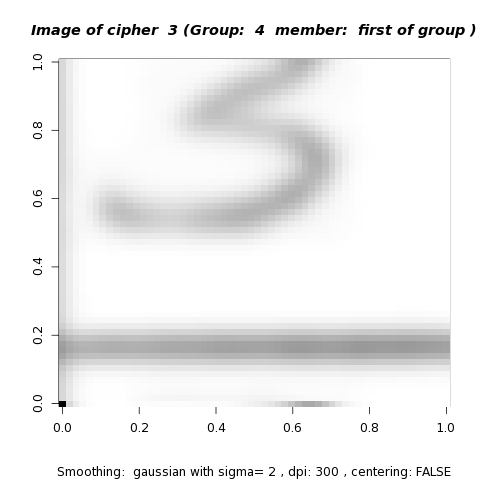 Image of cipher 3 (Group: 4 member: first of group )
1.0
0.8
0.6
0.4
0.2
0.0
0.0 0.2 0.4 0.6 0.8 1.0
Smoothing: gaussian with sigma= 2 , dpi: 300 , centering: FALSE